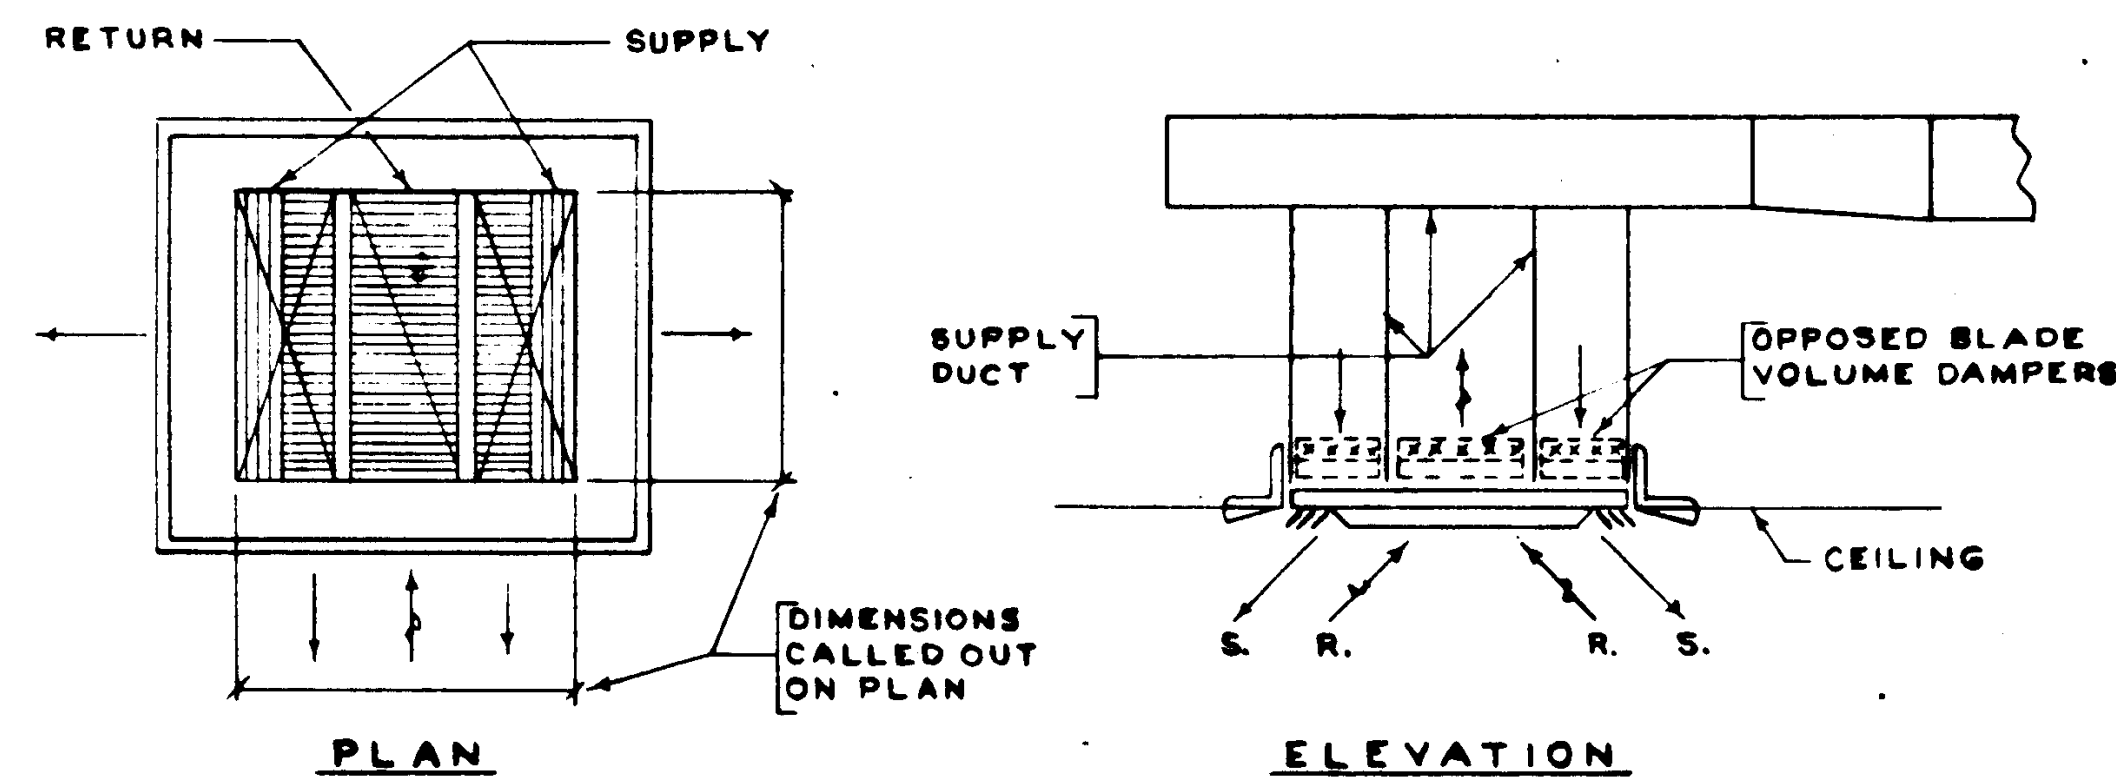 RETURN
SUPPLY
DIMENSIONS
CALLED OUT
ON PLAN
PLAN
SUPPLY
DUCT
OPPOSED BLADE
VOLUME DAMPERS
CEILING
S. R. R. S.
ELEVATION